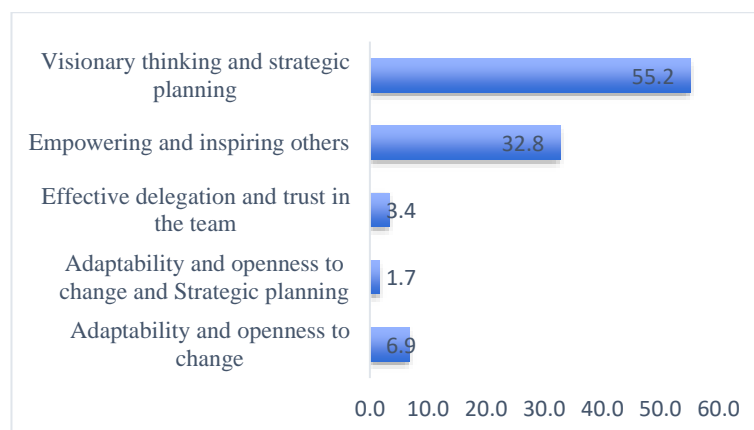 Visionary thinking and strategic
planning
55.2
Empowering and inspiring others
32.8
Effective delegation and trust in
the team
3.4
Adaptability and openness to
change and Strategic planning
1.7
Adaptability and openness to
change
6.9
0.0 10.0 20.0 30.0 40.0 50.0 60.0